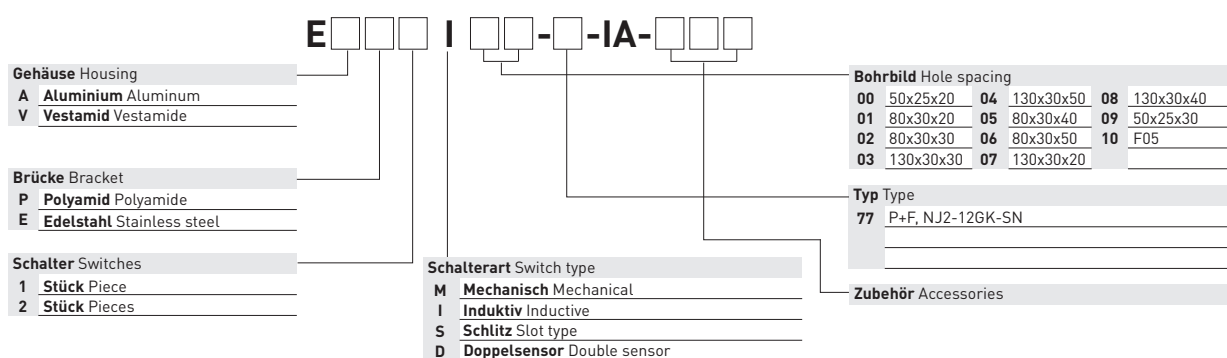 E I - -IA-
Gehäuse Housing
A Aluminium Aluminum
V Vestamid Vestamide
Brücke Bracket
P Polyamid Polyamide
E Edelstahl Stainless steel
Schalter Switches
1 Stück Piece
2 Stück Pieces
Schalterart Switch type
M Mechanisch Mechanical
I Induktiv Inductive
S Schlitz Slot type
D Doppelsensor Double sensor
Bohrbild Hole spacing
00 50x25x20 04 130x30x50 08 130x30x40
01 80x30x20 05 80x30x40 09 50x25x30
02 80x30x30 06 80x30x50 10 F05
03 130x30x30 07 130x30x20
Typ Type
77 P+F, NJ2-12GK-SN
Zubehör Accessories